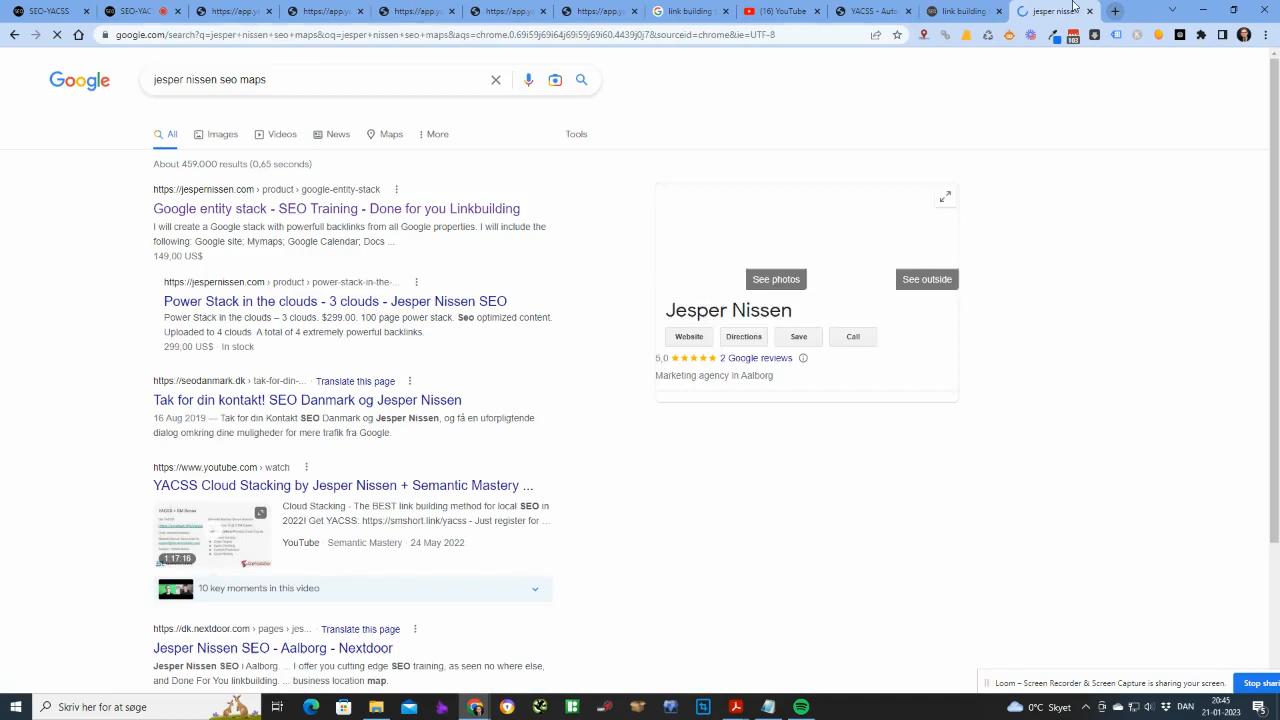 SEO-YACSS
SEO-YACSS
https://appy
https://appy
https://appy
https://appy
https://appy
link building
(10) YouTube
YACSS - Aut
link building
jesper nisse
google.com/search?q=jesper+nissen+seo+maps&oq=jesper+nissen+seo+maps&aqs=chrome.0.69i59j69i64j69i59j69i60.4439j0j7&sourceid=chrome&ie=UTF-8
103
Google
jesper nissen seo maps
All
Images
Videos
News
Maps
More
Tools
About 459.000 results (0,65 seconds)
https://jespernissen.com › product › google-entity-stack
Google entity stack - SEO Training - Done for you Linkbuilding
I will create a Google stack with powerfull backlinks from all Google properties. I will include the
following: Google site; Mymaps; Google Calendar; Docs ...
149,00 US$
https://jespernissen.com › product › power-stack-in-the-...
Power Stack in the clouds - 3 clouds - Jesper Nissen SEO
Power Stack in the clouds – 3 clouds. $299.00. 100 page power stack. Seo optimized content.
Uploaded to 4 clouds. A total of 4 extremely powerful backlinks.
299,00 US$ · In stock
https://seodanmark.dk › tak-for-din-... · Translate this page
Tak for din kontakt! SEO Danmark og Jesper Nissen
16 Aug 2019 — Tak for din Kontakt SEO Danmark og Jesper Nissen, og få en uforpligtende
dialog omkring dine muligheder for mere trafik fra Google.
https://www.youtube.com › watch
YACSS Cloud Stacking by Jesper Nissen + Semantic Mastery ...
Cloud Stacking - The BEST link building method for local SEO in
2022! Get YACSS: https://smshort.link/yacss - Just register for ...
YouTube · Semantic Mastery · 24 May 2022
1:17:16
10 key moments in this video
https://dk.nextdoor.com › pages › jes... · Translate this page
Jesper Nissen SEO - Aalborg - Nextdoor
Jesper Nissen SEO i Aalborg. ... I offer you cutting edge SEO training, as seen no where else,
and Done For You linkbuilding. ... business location map.
See photos
See outside
Jesper Nissen
Website
Directions
Save
Call
5,0
2 Google reviews
Marketing agency in Aalborg
Loom – Screen Recorder & Screen Capture is sharing your screen.
Stop shari
Skriv her for at søge
0°C Skyet
DAN
20:45
21-01-2023